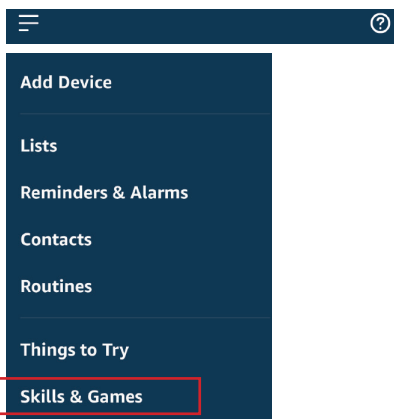 Add Device
Lists
Reminders & Alarms
Contacts
Routines
Things to Try
Skills & Games